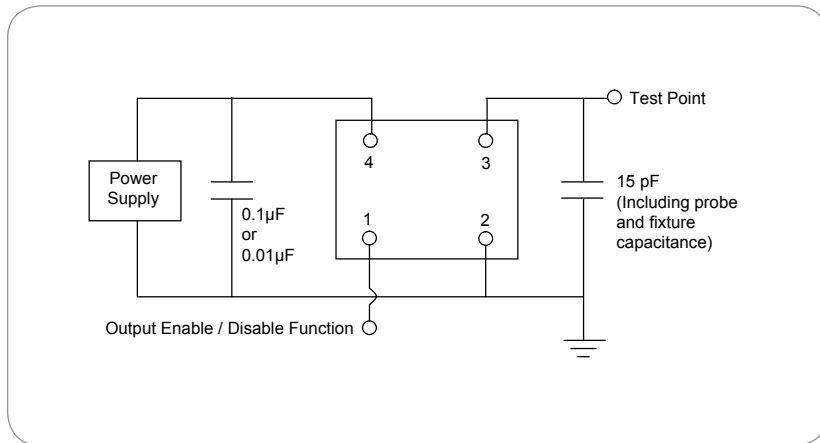 Test Point
4
3
Power
Supply
0.1µF
or
0.01µF
1
2
15 pF
(Including probe
and fixture
capacitance)
Output Enable / Disable Function